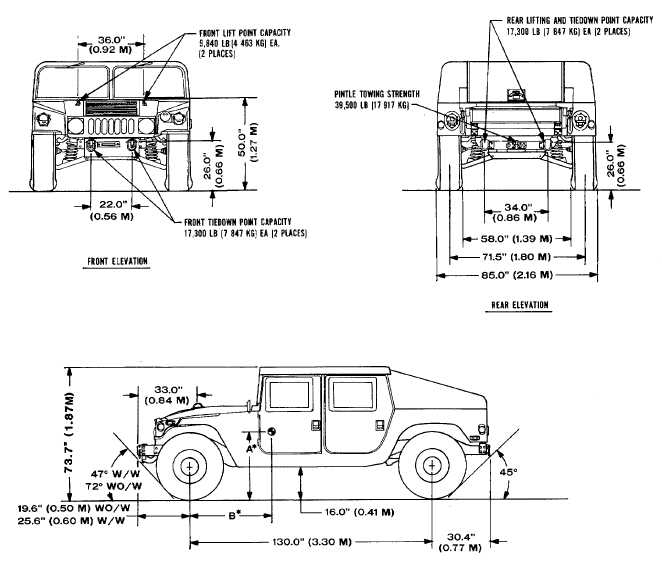 36.0"
(0.92 M)
FRONT LIFT POINT CAPACITY
9,840 LB (4 463 KG) EA.
(2 PLACES)
50.0"
(1.27 M)
26.0"
(0.66 M)
22.0"
(0.56 M)
FRONT TIEDOWN POINT CAPACITY
17,300 LB (7 847 KG) EA (2 PLACES)
FRONT ELEVATION
REAR LIFTING AND TIEDOWN POINT CAPACITY
17,300 LB (7 847 KG) EA (2 PLACES)
PINTLE TOWING STRENGTH
39,500 LB (17 917 KG)
26.0"
(0.66 M)
34.0"
(0.86 M)
58.0" (1.39 M)
71.5" (1.80 M)
85.0" (2.16 M)
REAR ELEVATION
33.0"
(0.84 M)
73.7" (1.87M)
47° W/W
72° WO/W
A*
45°
19.6" (0.50 M) WO/W
25.6" (0.60 M) W/W
B*
16.0" (0.41 M)
130.0" (3.30 M)
30.4"
(0.77 M)